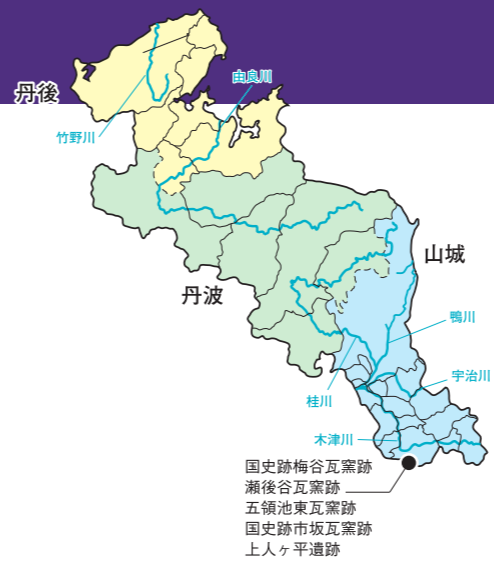 丹後
由良川
竹野川
山城
丹波
鴨川
宇治川
桂川
木津川
国史跡梅谷瓦窯跡
瀬後谷瓦窯跡
五領池東瓦窯跡
国史跡市坂瓦窯跡
上人ヶ平遺跡